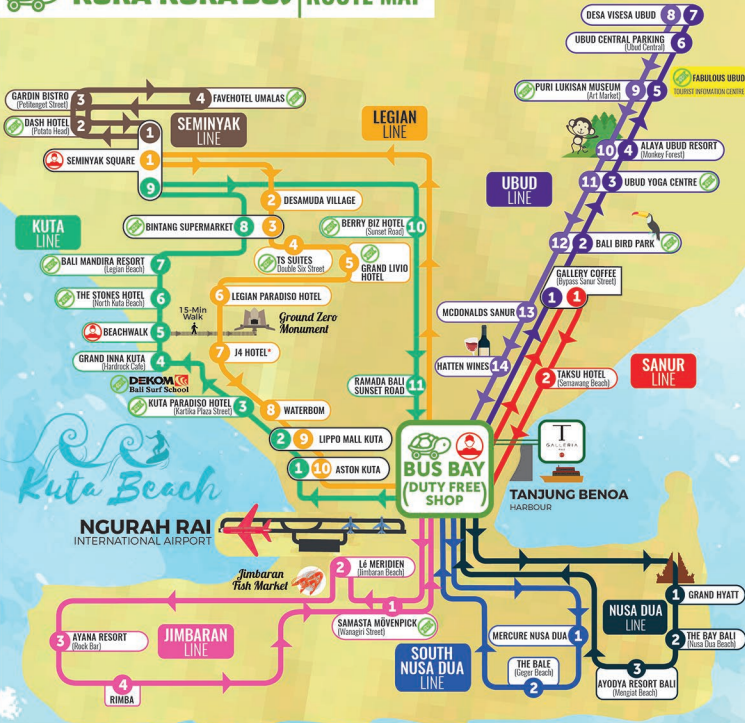 KURA-KURA BUS ROUTE MAP
DESA VISESA UBUD 8 7
UBUD CENTRAL PARKING
(Ubud Central)
6
PURI LUKISAN MUSEUM
(Art Market)
9 5
FABULOUS UBUD
TOURIST INFOMATION CENTRE
10 4
ALAYA UBUD RESORT
(Monkey Forest)
UBUD
LINE
11 3 UBUD YOGA CENTRE
12 2 BALI BIRD PARK
GALLERY COFFEE
(Bypass Sanur Street)
1 1
MCDONALDS SANUR 13
HATTEN WINES 14
2
TAKSU HOTEL
(Semawang Beach)
SANUR
LINE
GARDIN BISTRO
(Petitenget Street)
3
4 FAVEHOTEL UMALAS
DASH HOTEL
(Potato Head)
2
1
SEMINYAK
LINE
LEGIAN
LINE
SEMINYAK SQUARE 1
9
2 DESAMUDA VILLAGE
KUTA
LINE
BINTANG SUPERMARKET 8 3
BERRY BIZ HOTEL
(Sunset Road)
10
4
TS SUITES
Double Six Street
5
GRAND LIVIO
HOTEL
BALI MANDIRA RESORT
(Legian Beach)
7
THE STONES HOTEL
(North Kuta Beach)
6
6 LEGIAN PARADISO HOTEL
15-Min
Walk
Ground Zero
Monument
BEACHWALK 5
GRAND INNA KUTA
(Hardrock Cafe)
4
7 J4 HOTEL*
DEKOM
Bali Surf School
RAMADA BALI
SUNSET ROAD
11
KUTA PARADISO HOTEL
(Kartika Plaza Street)
3
8 WATERBOM
2 9 LIPPO MALL KUTA
1 10 ASTON KUTA
Kuta Beach
BUS BAY
(DUTY FREE)
SHOP
T
GALLERIA
TANJUNG BENOA
HARBOUR
NGURAH RAI
INTERNATIONAL AIRPORT
Jimbaran
Fish Market
2
Lé MERIDIEN
(Jimbaran Beach)
1
SAMASTA MÖVENPICK
(Wanagiri Street)
3
AYANA RESORT
(Rock Bar)
JIMBARAN
LINE
4
RIMBA
SOUTH
NUSA DUA
LINE
MERCURE NUSA DUA 1
THE BALE
(Geger Beach)
2
NUSA DUA
LINE
1 GRAND HYATT
2
THE BAY BALI
(Nusa Dua Beach)
3
AYODYA RESORT BALI
(Mengiat Beach)